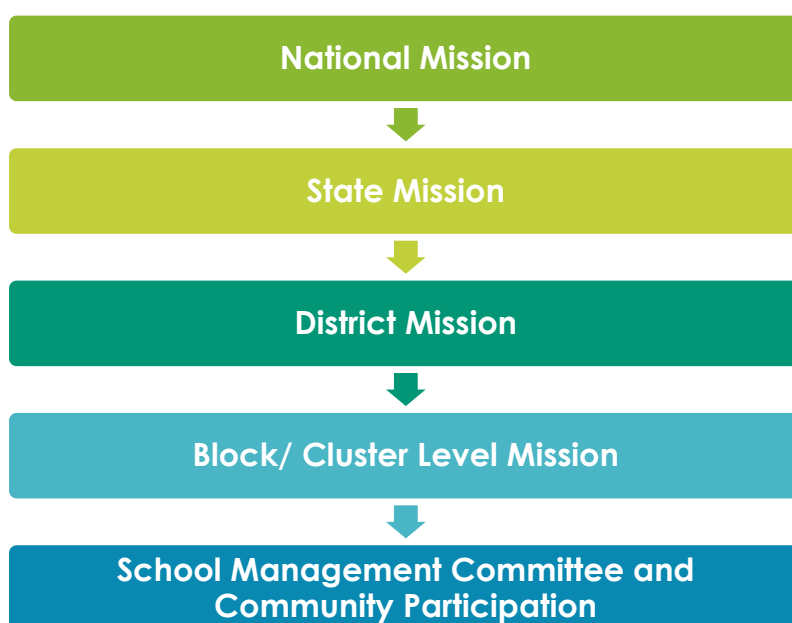 National Mission
State Mission
District Mission
Block/ Cluster Level Mission
School Management Committee and
Community Participation